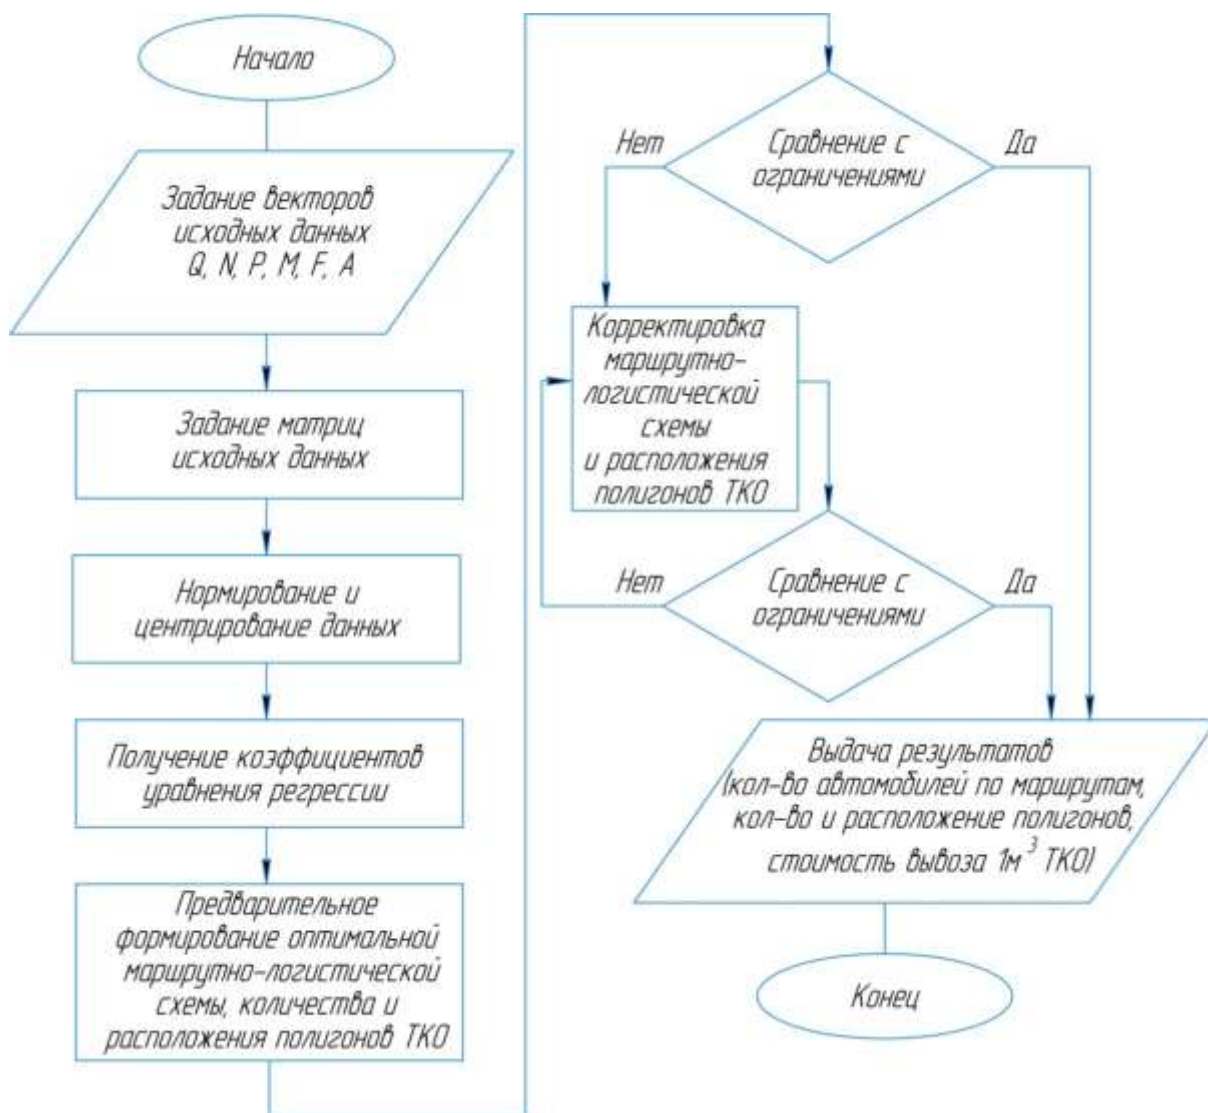 Начало
Задание векторов
исходных данных
Q, N, P, M, F, A
Задание матриц
исходных данных
Нормирование и
центрирование данных
Получение коэффициентов
уравнения регрессии
Предварительное
формирование оптимальной
маршрутно-логистической
схемы, количества и
расположения полигонов ТКО
Сравнение с
ограничениями
Нет
Да
Корректировка
маршрутно-
логистической
схемы
и расположения
полигонов ТКО
Сравнение с
ограничениями
Нет
Да
Выдача результатов
(кол-во автомобилей по маршрутам,
кол-во и расположение полигонов,
стоимость вывоза 1м³ ТКО)
Конец